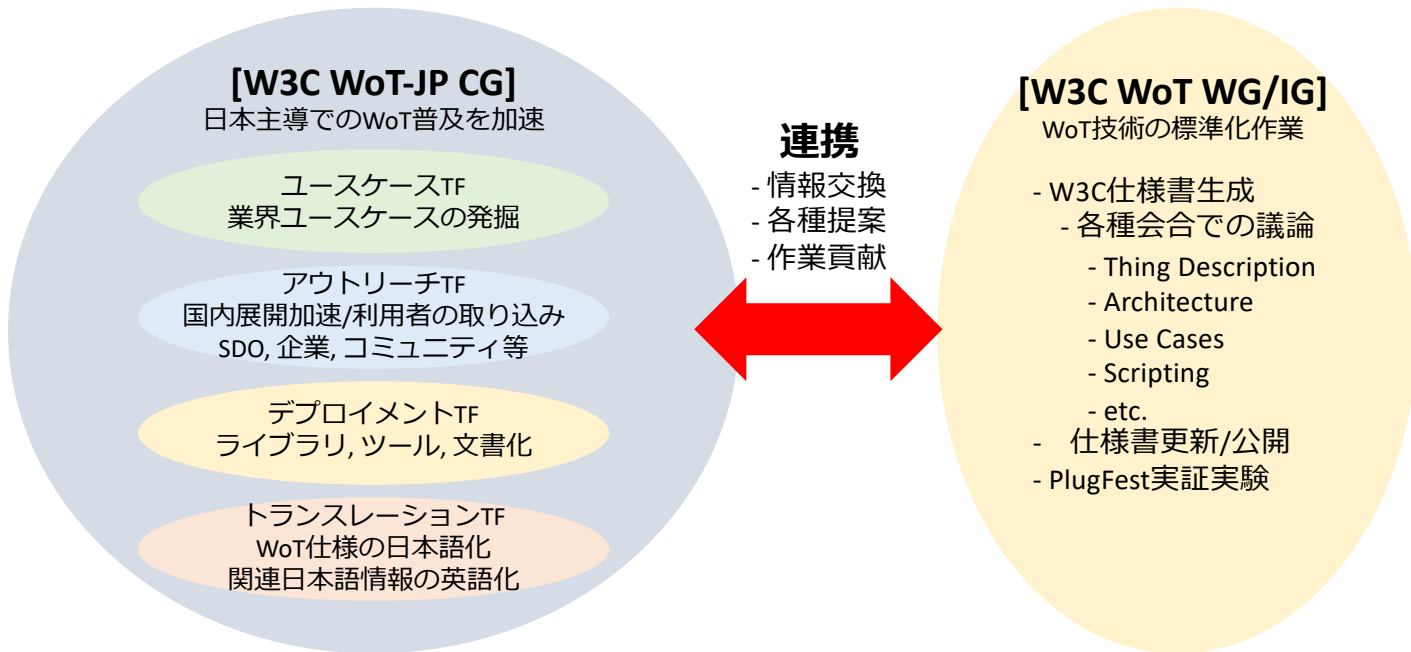 [W3C WoT-JP CG]
日本主導でのWoT普及を加速
ユースケースTF
業界ユースケースの発掘
アウトリーチTF
国内展開加速/利用者の取り込み
SDO, 企業, コミュニティ等
デプロイメントTF
ライブラリ, ツール, 文書化
トランスレーションTF
WoT仕様の日本語化
関連日本語情報の英語化
連携
- 情報交換
- 各種提案
- 作業貢献
[W3C WoT WG/IG]
WoT技術の標準化作業
- W3C仕様書生成
- 各種会合での議論
- Thing Description
- Architecture
- Use Cases
- Scripting
- etc.
- 仕様書更新/公開
- PlugFest実証実験